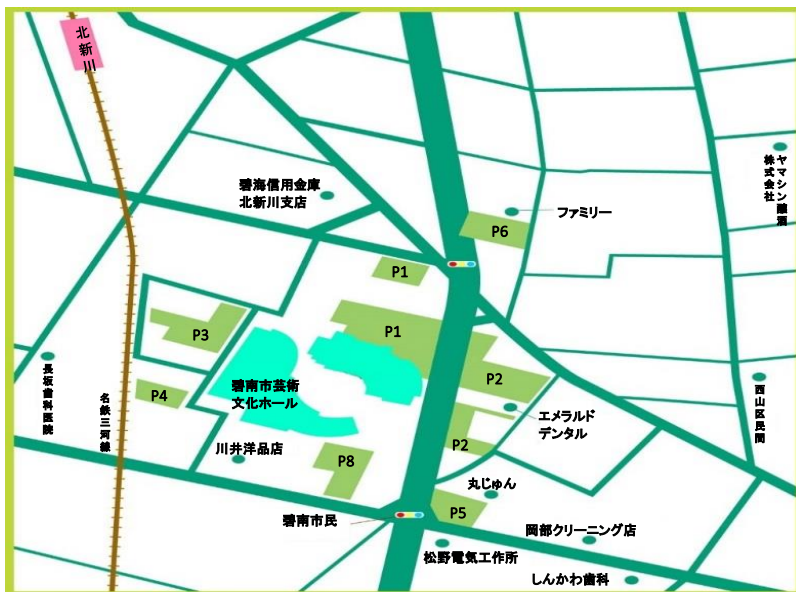 北新川
碧海信用金庫
北新川支店
ファミリー
ヤマシン醸酒
株式会社
P6
P1
P1
P3
P2
P4
碧南市芸術
文化ホール
エメラルド
デンタル
長坂歯科医院
名鉄三河線
西山区民間
川井洋品店
P2
P8
丸じゅん
P5
碧南市民
岡部クリーニング店
松野電気工作所
しんかわ歯科